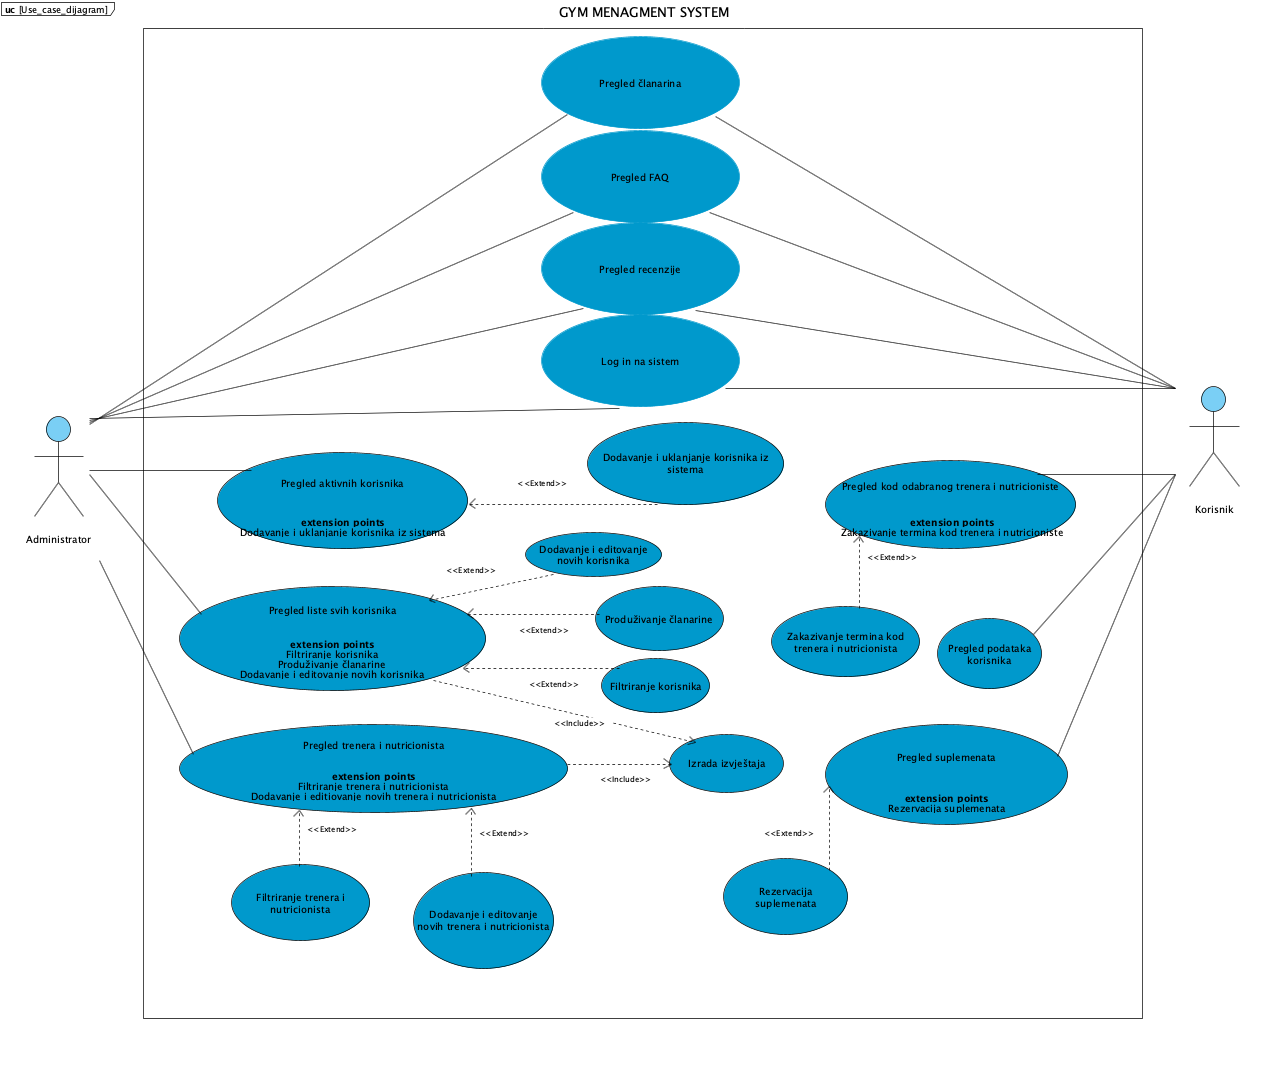 uc [Use_case_dijagram]
GYM MENAGMENT SYSTEM
Pregled članarina
Pregled FAQ
Pregled recenzije
Log in na sistem
Dodavanje i uklanjanje korisnika iz
sistema
Pregled aktivnih korisnika
extension points
Dodavanje i uklanjanje korisnika iz sistema
<<Extend>>
Pregled kod odabranog trenera i nutricioniste
extension points
Zakazivanje termina kod trenera i nutricioniste
Administrator
Korisnik
Dodavanje i editovanje
novih korisnika
<<Extend>>
<<Extend>>
Pregled liste svih korisnika
extension points
Filtriranje korisnika
Produživanje članarine
Dodavanje i editovanje novih korisnika
Produživanje članarine
<<Extend>>
Zakazivanje termina kod
trenera i nutricionista
Pregled podataka
korisnika
Filtriranje korisnika
<<Extend>>
<<Include>>
Pregled trenera i nutricionista
extension points
Filtriranje trenera i nutricionista
Dodavanje i editiovanje novih trenera i nutricionista
Izrada izvještaja
<<Include>>
Pregled suplemenata
extension points
Rezervacija suplemenata
<<Extend>>
<<Extend>>
<<Extend>>
Filtriranje trenera i
nutricionista
Dodavanje i editovanje
novih trenera i nutricionista
Rezervacija
suplemenata